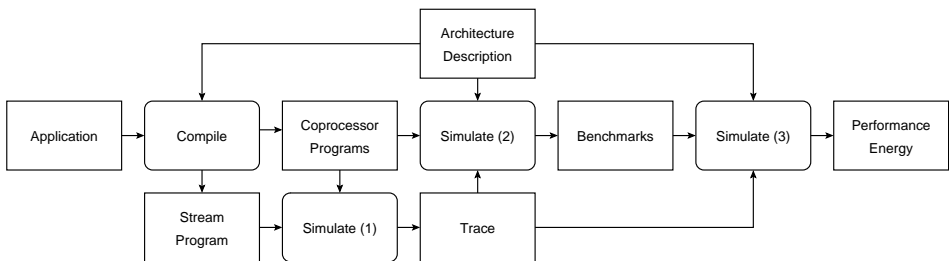 Architecture
Description
Application
Compile
Coprocessor
Programs
Simulate (2)
Benchmarks
Simulate (3)
Performance
Energy
Stream
Program
Simulate (1)
Trace